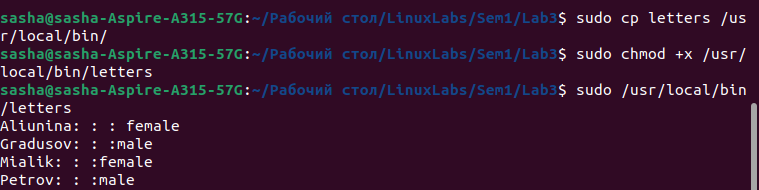 sasha@sasha-Aspire-A315-57G:~/Рабочий стол/LinuxLabs/Sem1/Lab3$ sudo cp letters /us
r/local/bin/
sasha@sasha-Aspire-A315-57G:~/Рабочий стол/LinuxLabs/Sem1/Lab3$ sudo chmod +x /usr/
local/bin/letters
sasha@sasha-Aspire-A315-57G:~/Рабочий стол/LinuxLabs/Sem1/Lab3$ sudo /usr/local/bin
/letters
Aliunina: : : female
Gradusov: : :male
Mialik: : :female
Petrov: : :male